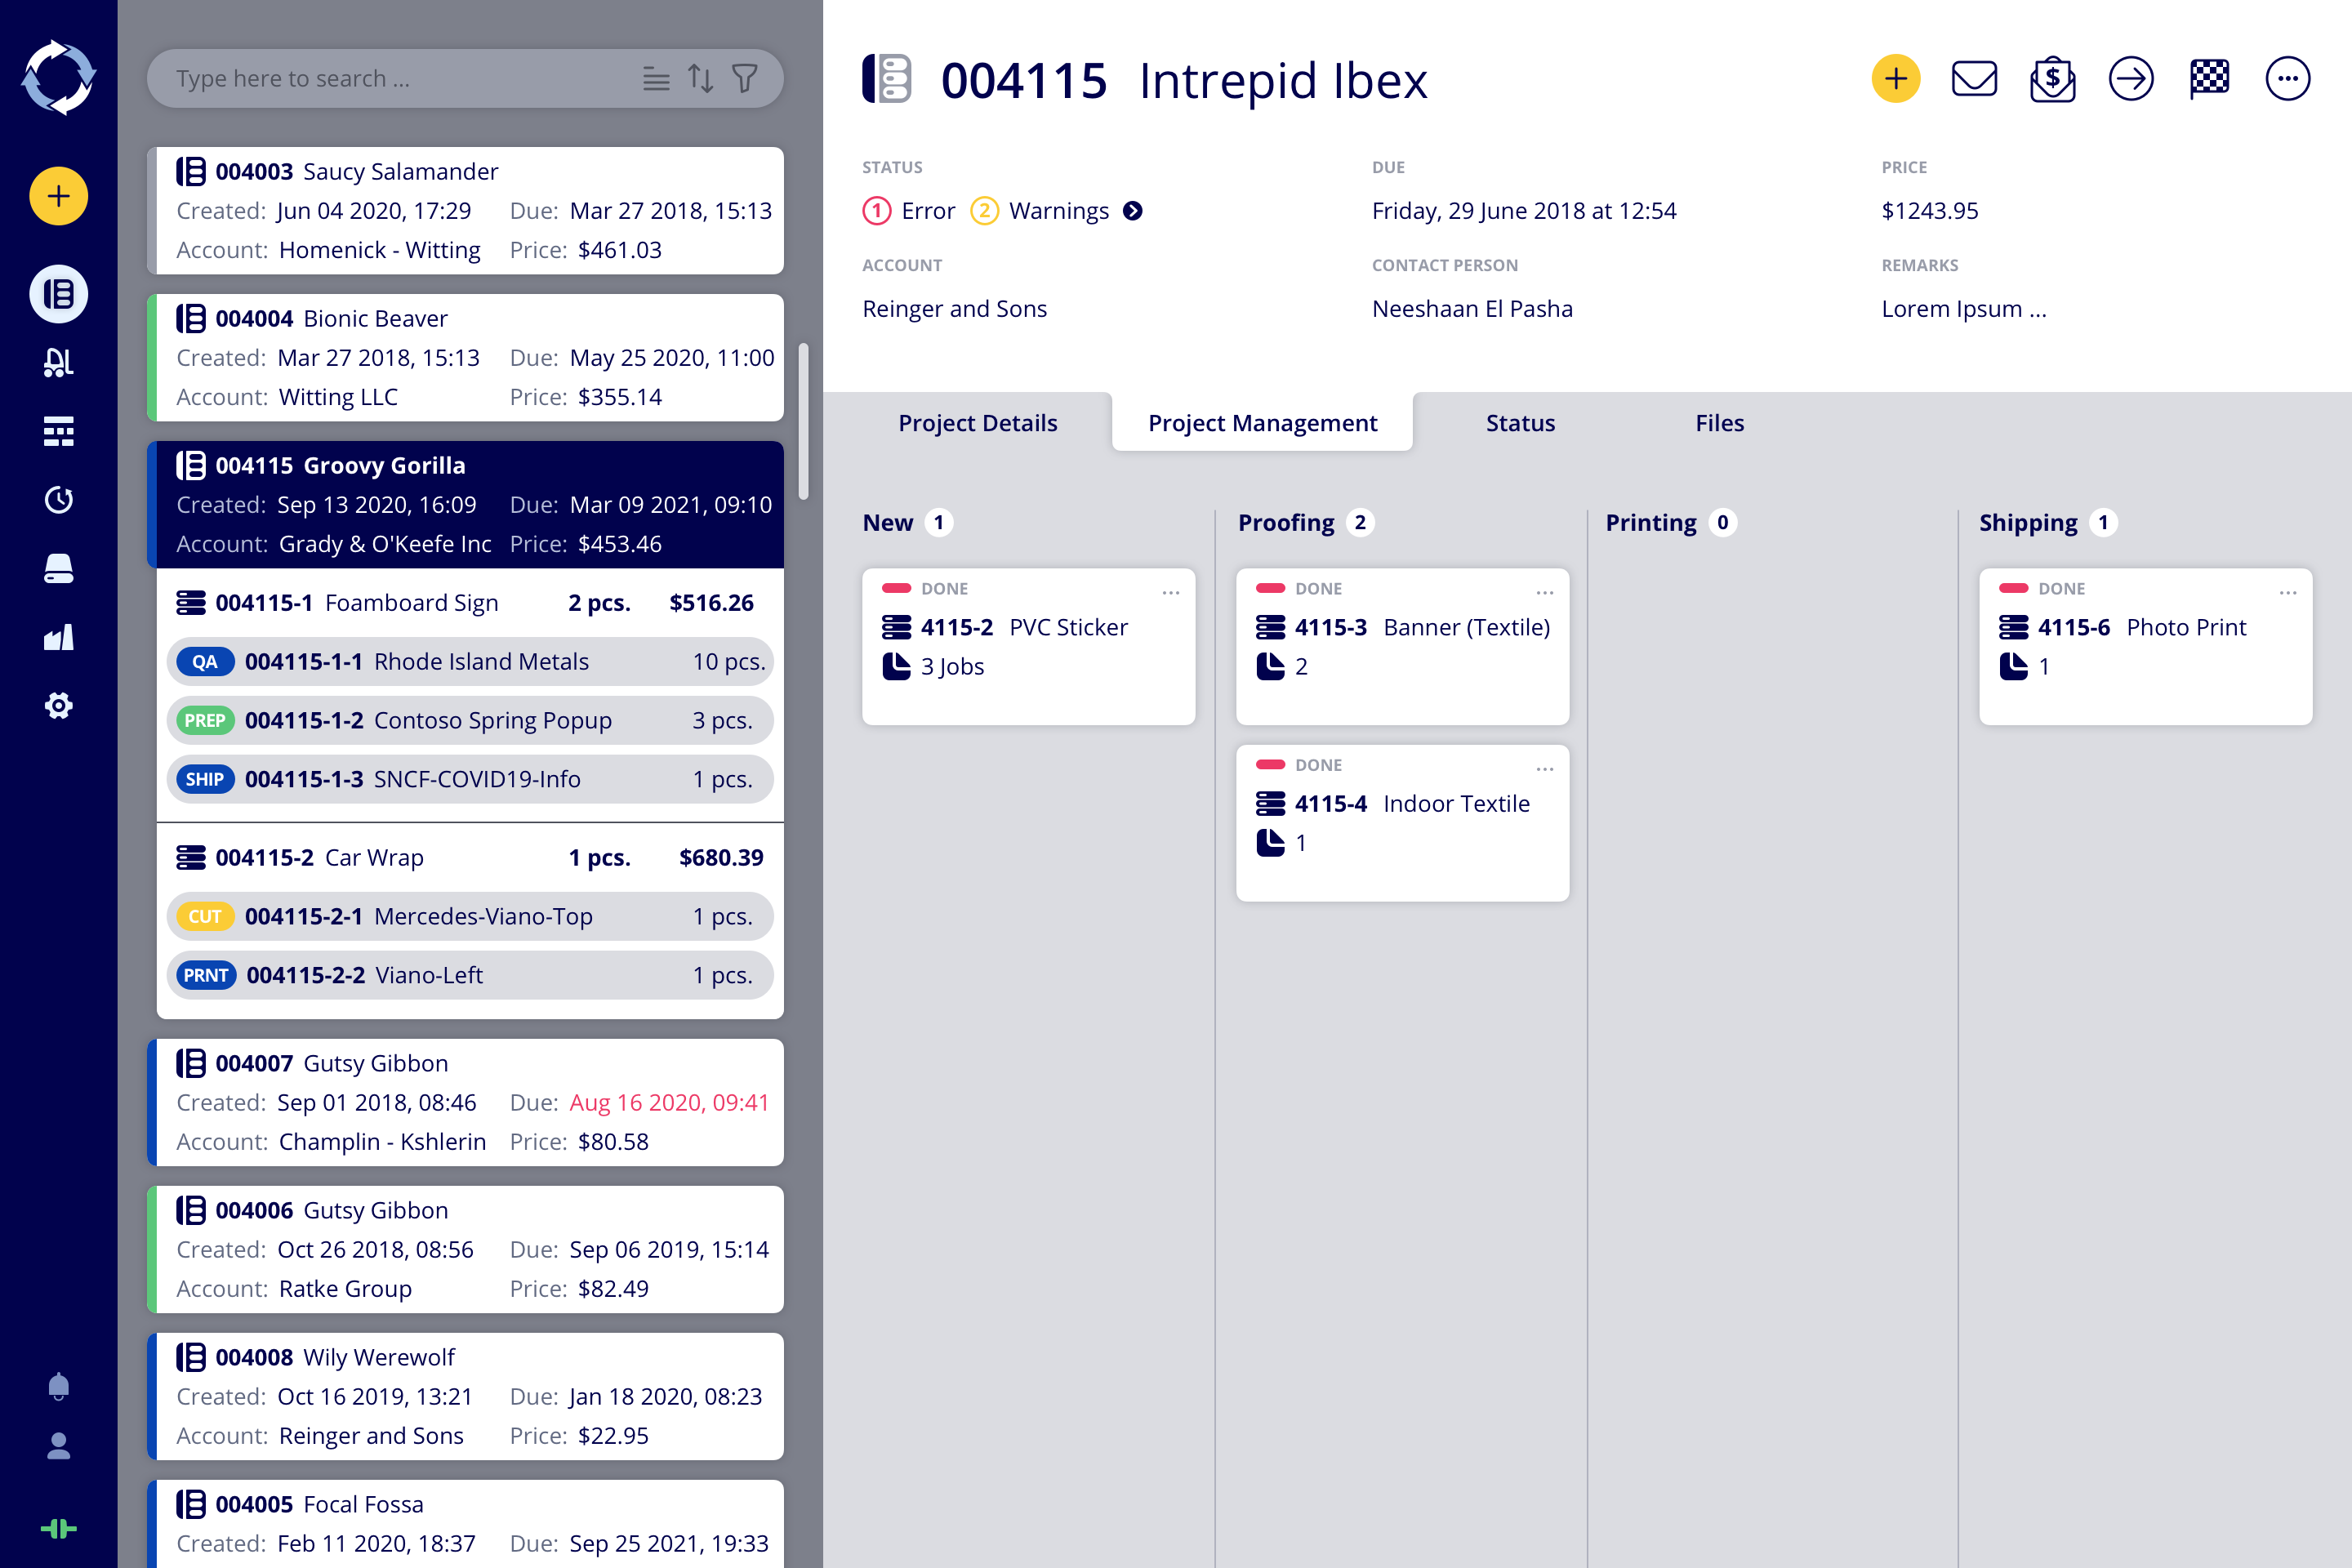 Type here to search ...
004003 Saucy Salamander
Created: Jun 04 2020, 17:29 Due: Mar 27 2018, 15:13
Account: Homenick - Witting Price: $461.03
004004 Bionic Beaver
Created: Mar 27 2018, 15:13 Due: May 25 2020, 11:00
Account: Witting LLC Price: $355.14
004115 Groovy Gorilla
Created: Sep 13 2020, 16:09 Due: Mar 09 2021, 09:10
Account: Grady & O'Keefe Inc Price: $453.46
004115-1 Foamboard Sign 2 pcs. $516.26
QA 004115-1-1 Rhode Island Metals 10 pcs.
PREP 004115-1-2 Contoso Spring Popup 3 pcs.
SHIP 004115-1-3 SNCF-COVID19-Info 1 pcs.
004115-2 Car Wrap 1 pcs. $680.39
CUT 004115-2-1 Mercedes-Viano-Top 1 pcs.
PRNT 004115-2-2 Viano-Left 1 pcs.
004007 Gutsy Gibbon
Created: Sep 01 2018, 08:46 Due: Aug 16 2020, 09:41
Account: Champlin - Kshlerin Price: $80.58
004006 Gutsy Gibbon
Created: Oct 26 2018, 08:56 Due: Sep 06 2019, 15:14
Account: Ratke Group Price: $82.49
004008 Wily Werewolf
Created: Oct 16 2019, 13:21 Due: Jan 18 2020, 08:23
Account: Reinger and Sons Price: $22.95
004005 Focal Fossa
Created: Feb 11 2020, 18:37 Due: Sep 25 2021, 19:33
004115 Intrepid Ibex
$
STATUS DUE PRICE
1 Error 2 Warnings Friday, 29 June 2018 at 12:54 $1243.95
ACCOUNT CONTACT PERSON REMARKS
Reinger and Sons Neeshaan El Pasha Lorem Ipsum ...
Project Details Project Management Status Files
New 1
DONE ...
4115-2 PVC Sticker
3 Jobs
Proofing 2
DONE ...
4115-3 Banner (Textile)
2
DONE ...
4115-4 Indoor Textile
1
Printing 0
Shipping 1
DONE ...
4115-6 Photo Print
1